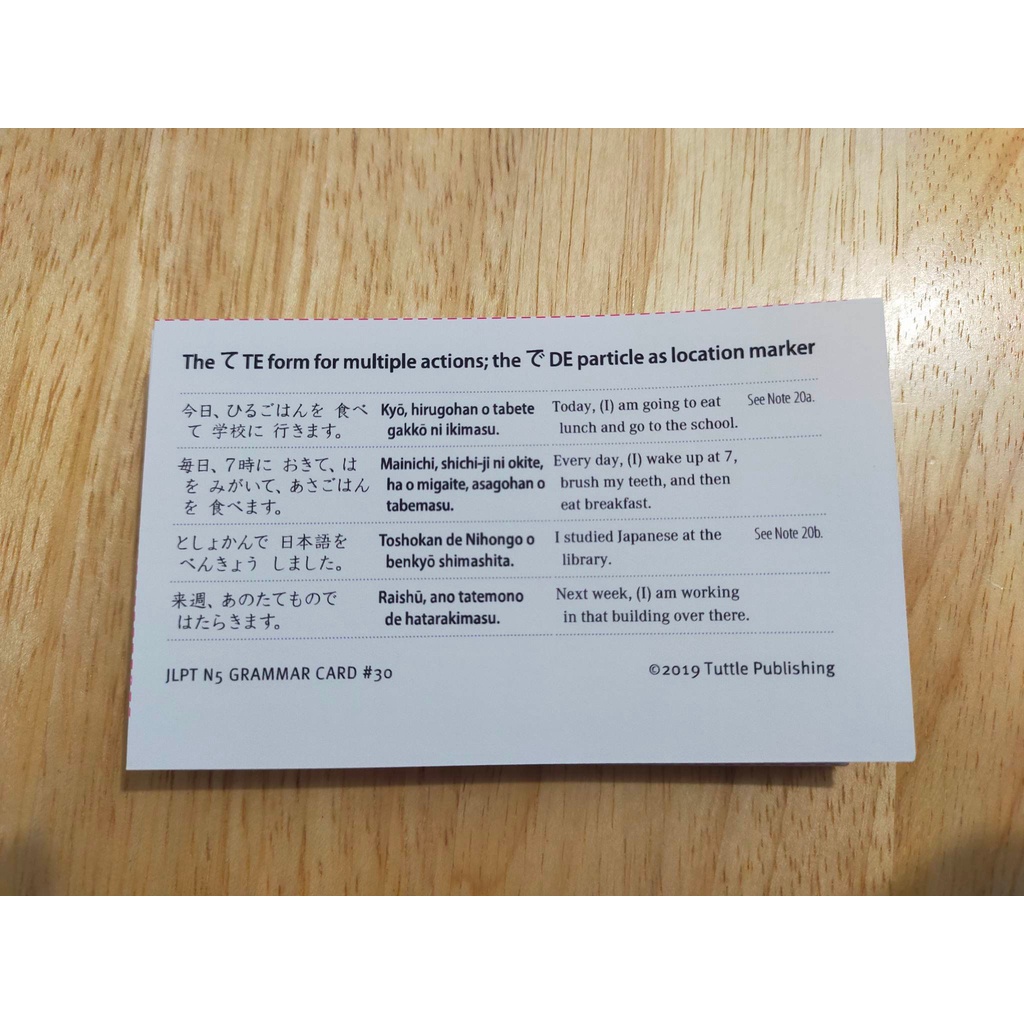 The て TE form for multiple actions; the で DE particle as location marker
今日、ひるごはんを 食べ
て 学校に 行きます。
Kyō, hirugohan o tabete
gakkō ni ikimasu.
Today, (I) am going to eat
lunch and go to the school.
See Note 20a.
毎日、7時に おきて、は
を みがいて、あさごはん
を 食べます。
Mainichi, shichi-ji ni okite,
ha o migaite, asagohan o
tabemasu.
Every day, (I) wake up at 7,
brush my teeth, and then
eat breakfast.
としょかんで 日本語を
べんきょう しました。
Toshokan de Nihongo o
benkyō shimashita.
I studied Japanese at the
library.
See Note 20b.
来週、あのたてもので
はたらきます。
Raishū, ano tatemono
de hatarakimasu.
Next week, (I) am working
in that building over there.
JLPT N5 GRAMMAR CARD #30
©2019 Tuttle Publishing